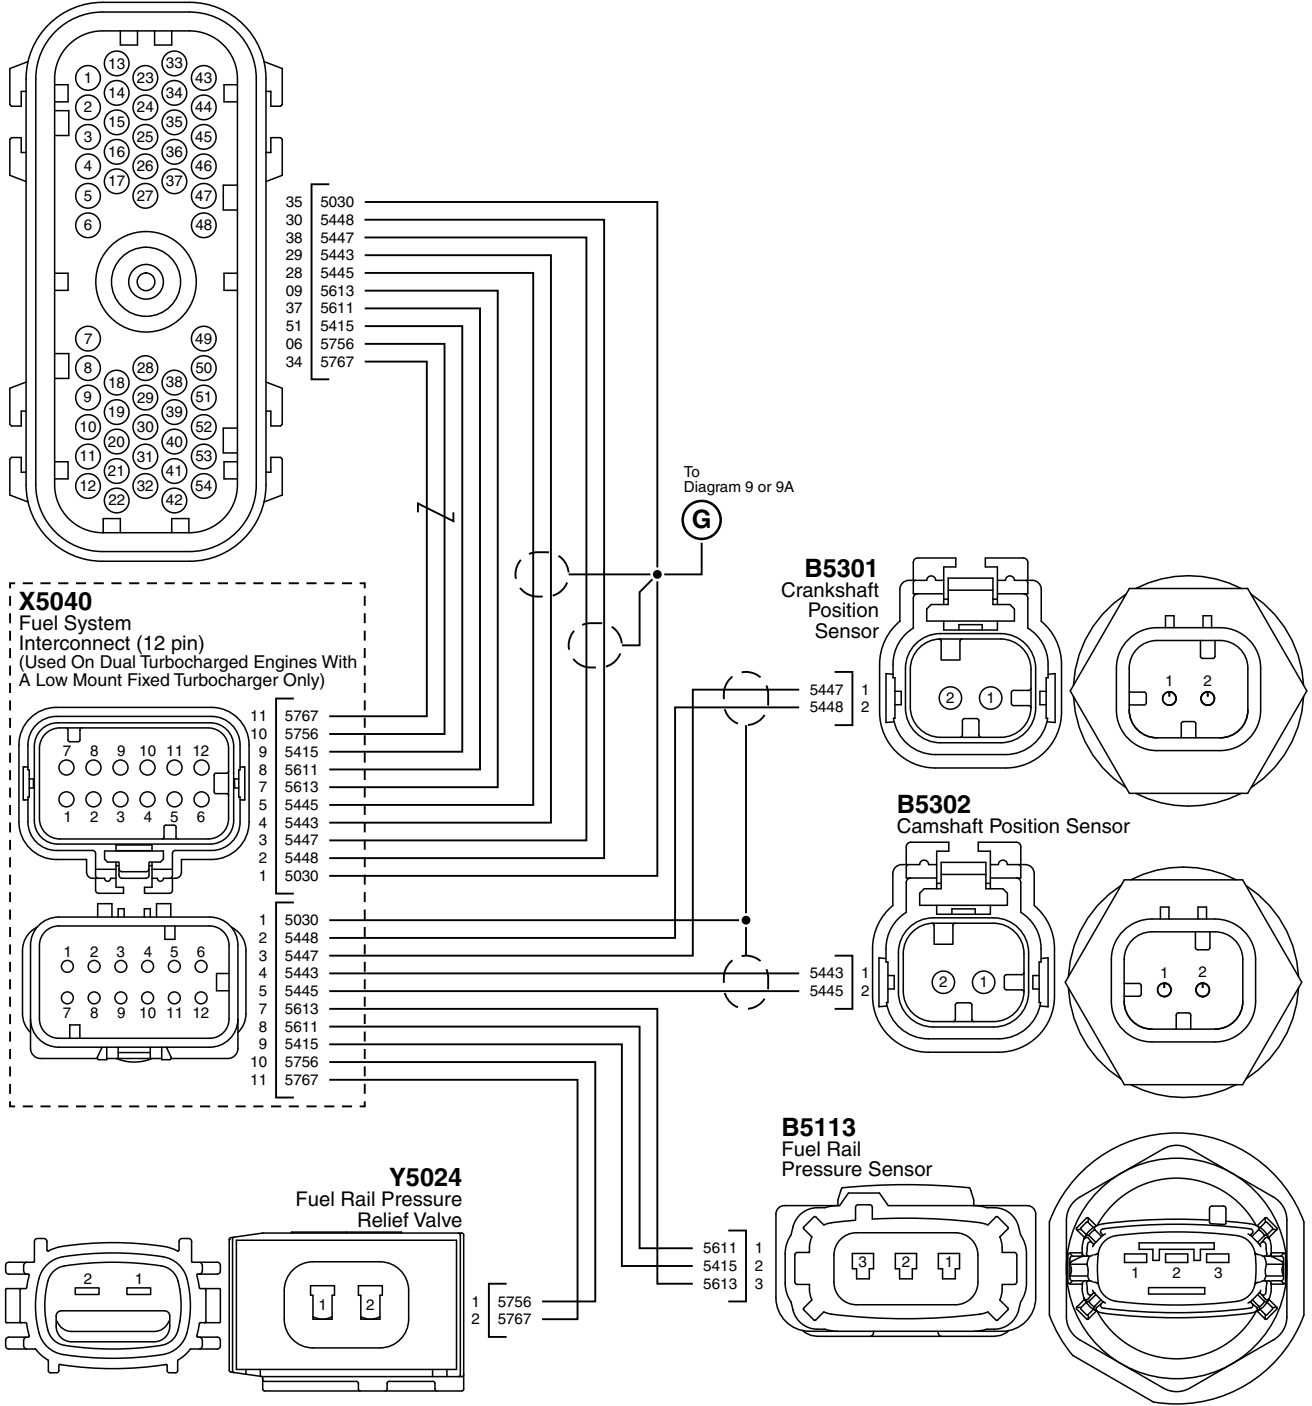 13 33
1 23 43
14 34
2 24 44
15 35
3 25 45
16 36
4 26 46
17 37
5 27 47
6 48
7 49
8 28 50
18 38
9 29 51
19 39
10 30 52
20 40
11 31 53
21 41
12 32 54
22 42
35 5030
30 5448
38 5447
29 5443
28 5445
09 5613
37 5611
51 5415
06 5756
34 5767
To
Diagram 9 or 9A
G
X5040
Fuel System
Interconnect (12 pin)
(Used On Dual Turbocharged Engines With
A Low Mount Fixed Turbocharger Only)
7 8 9 10 11 12
1 2 3 4 5 6
11 5767
10 5756
9 5415
8 5611
7 5613
5 5445
4 5443
3 5447
2 5448
1 5030
1 2 3 4 5 6
7 8 9 10 11 12
1 5030
2 5448
3 5447
4 5443
5 5445
7 5613
8 5611
9 5415
10 5756
11 5767
B5301
Crankshaft
Position
Sensor
5447 1
5448 2
2 1
1 2
B5302
Camshaft Position Sensor
5443 1
5445 2
2 1
1 2
B5113
Fuel Rail
Pressure Sensor
5611 1
5415 2
5613 3
3 2 1
1 2 3
Y5024
Fuel Rail Pressure
Relief Valve
2 1
1 2
1 5756
2 5767